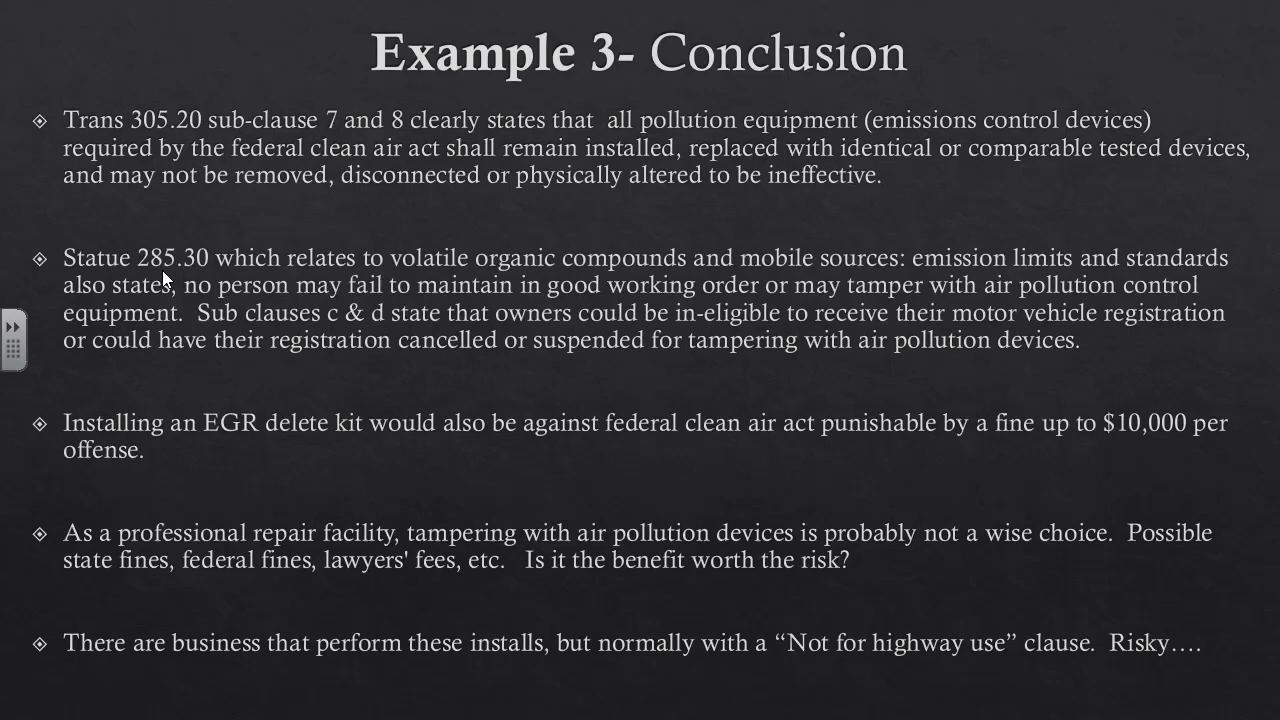 Example 3- Conclusion
Trans 305.20 sub-clause 7 and 8 clearly states that  all pollution equipment (emissions control devices)
required by the federal clean air act shall remain installed, replaced with identical or comparable tested devices,
and may not be removed, disconnected or physically altered to be ineffective.
Statue 285.30 which relates to volatile organic compounds and mobile sources: emission limits and standards
also states, no person may fail to maintain in good working order or may tamper with air pollution control
equipment.  Sub clauses c & d state that owners could be in-eligible to receive their motor vehicle registration
or could have their registration cancelled or suspended for tampering with air pollution devices.
Installing an EGR delete kit would also be against federal clean air act punishable by a fine up to $10,000 per
offense.
As a professional repair facility, tampering with air pollution devices is probably not a wise choice.  Possible
state fines, federal fines, lawyers' fees, etc.   Is it the benefit worth the risk?
There are business that perform these installs, but normally with a “Not for highway use” clause.  Risky….